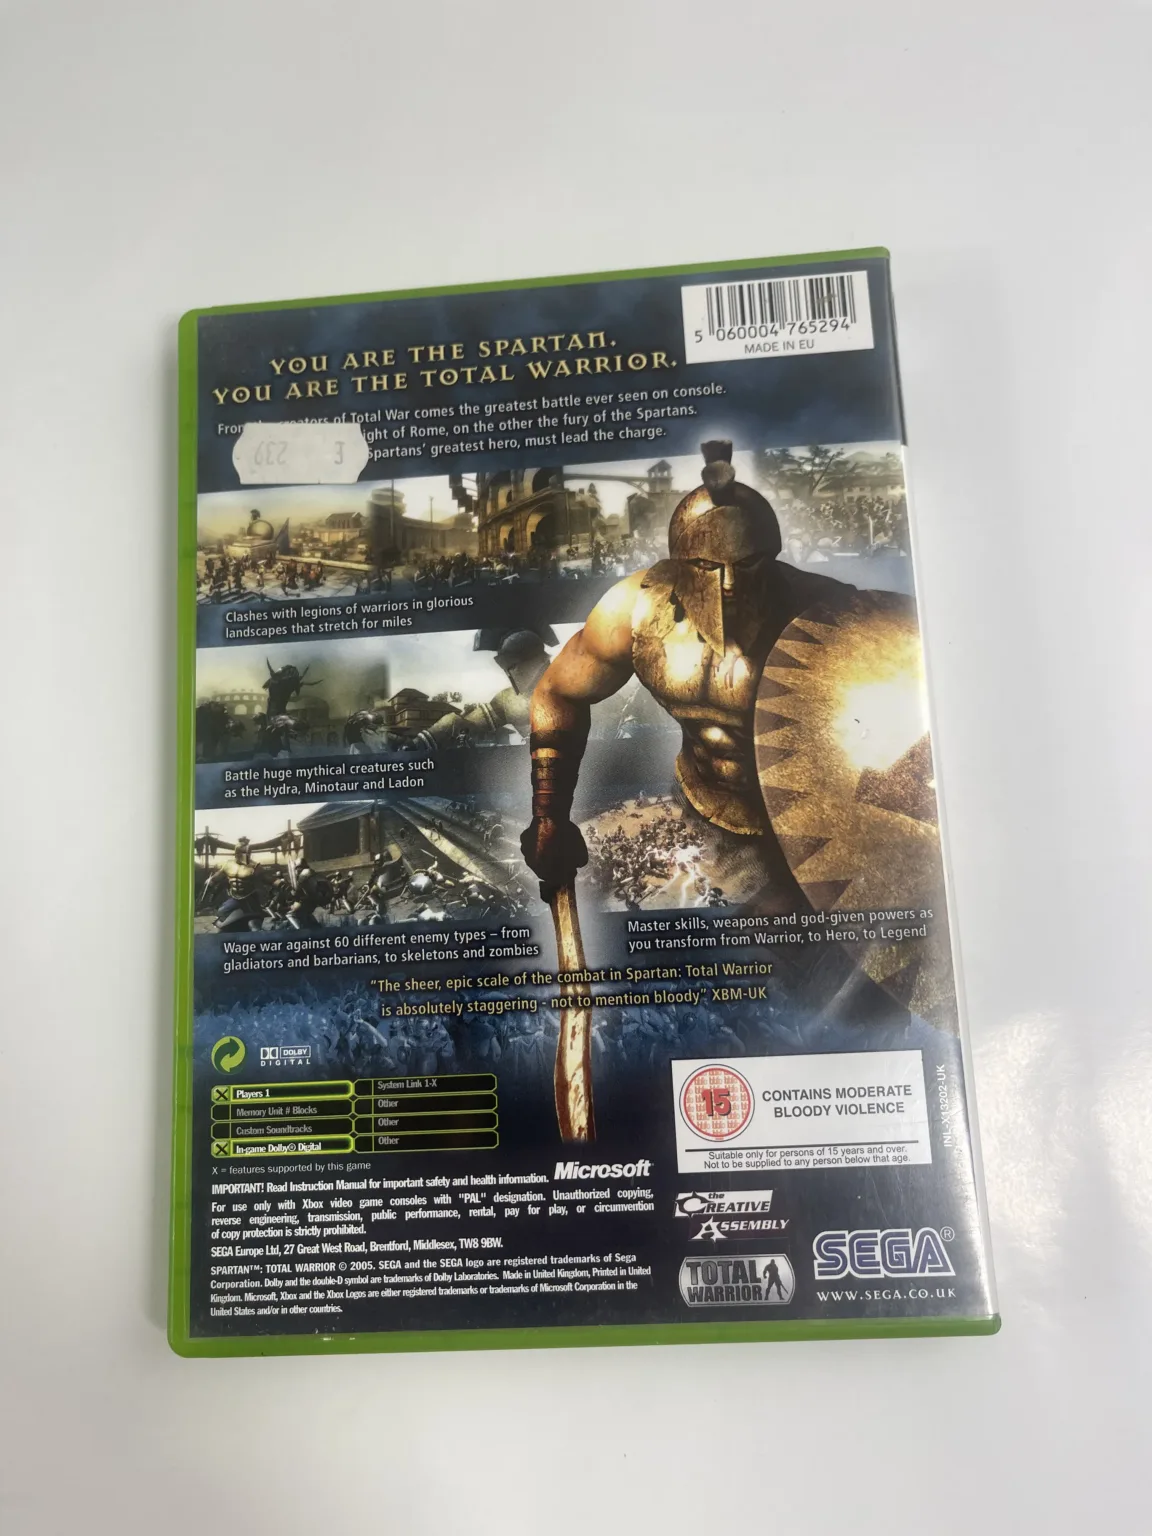 5 060004 765294
MADE IN EU
YOU ARE THE SPARTAN.
YOU ARE THE TOTAL WARRIOR.
From the creators of Total War comes the greatest battle ever seen on console.
ight of Rome, on the other the fury of the Spartans.
Spartans' greatest hero, must lead the charge.
Clashes with legions of warriors in glorious
landscapes that stretch for miles
Battle huge mythical creatures such
as the Hydra, Minotaur and Ladon
Wage war against 60 different enemy types – from
gladiators and barbarians, to skeletons and zombies
Master skills, weapons and god-given powers as
you transform from Warrior, to Hero, to Legend
"The sheer, epic scale of the combat in Spartan: Total Warrior
is absolutely staggering - not to mention bloody" XBM-UK
DOLBY
DIGITAL
Players 1
System Link 1-X
Memory Unit # Blocks
Other
Custom Soundtracks
Other
In-game Dolby® Digital
Other
X = features supported by this game
IMPORTANT! Read Instruction Manual for important safety and health information.
Microsoft
For use only with Xbox video game consoles with "PAL" designation. Unauthorized copying,
reverse engineering, transmission, public performance, rental, pay for play, or circumvention
of copy protection is strictly prohibited.
SEGA Europe Ltd, 27 Great West Road, Brentford, Middlesex, TW8 9BW.
SPARTAN™: TOTAL WARRIOR © 2005. SEGA and the SEGA logo are registered trademarks of Sega
Corporation. Dolby and the double-D symbol are trademarks of Dolby Laboratories. Made in United Kingdom, Printed in United
Kingdom. Microsoft, Xbox and the Xbox Logos are either registered trademarks or trademarks of Microsoft Corporation in the
United States and/or in other countries.
15
CONTAINS MODERATE
BLOODY VIOLENCE
Suitable only for persons of 15 years and over.
Not to be supplied to any person below that age.
INL-X13202-UK
the
CREATIVE
ASSEMBLY
TOTAL
WARRIOR
SEGA®
WWW.SEGA.CO.UK